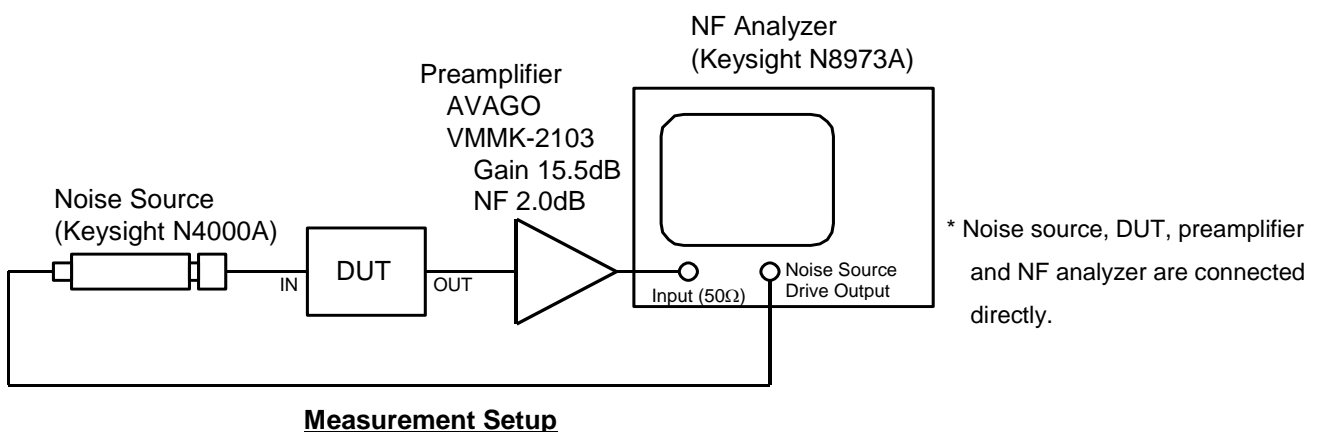 NF Analyzer
(Keysight N8973A)
Preamplifier
AVAGO
VMMK-2103
Gain 15.5dB
NF 2.0dB
Noise Source
(Keysight N4000A)
IN
DUT
OUT
Input (50Ω)
Noise Source
Drive Output
* Noise source, DUT, preamplifier
and NF analyzer are connected
directly.
Measurement Setup